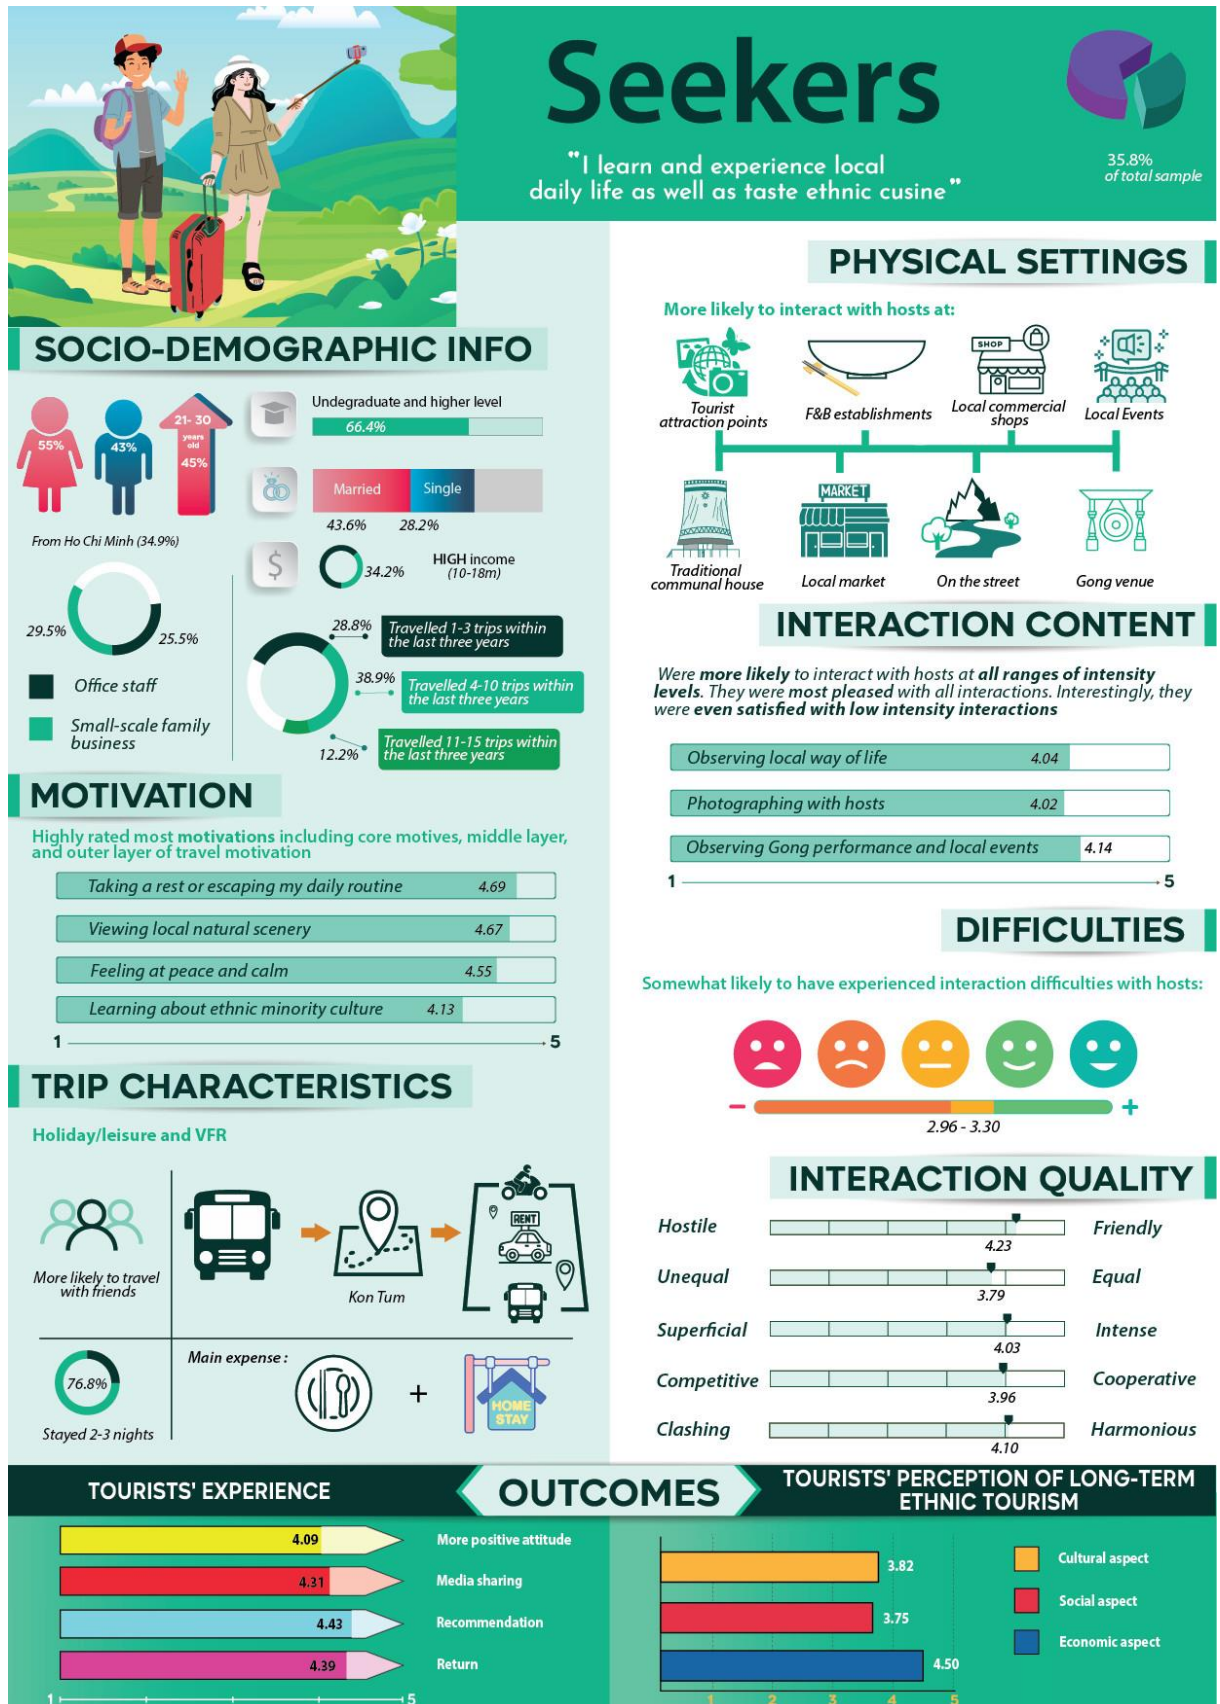 Seekers
"I learn and experience local
daily life as well as taste ethnic cusine"
35.8%
of total sample
SOCIO-DEMOGRAPHIC INFO
55%
43%
21- 30
years
old
45%
From Ho Chi Minh (34.9%)
Undegraduate and higher level
66.4%
Married
Single
43.6%
28.2%
$
34.2%
HIGH income
(10-18m)
29.5%
25.5%
Office staff
Small-scale family
business
28.8%
Travelled 1-3 trips within
the last three years
38.9%
Travelled 4-10 trips within
the last three years
12.2%
Travelled 11-15 trips within
the last three years
MOTIVATION
Highly rated most motivations including core motives, middle layer,
and outer layer of travel motivation
Taking a rest or escaping my daily routine 4.69
Viewing local natural scenery 4.67
Feeling at peace and calm 4.55
Learning about ethnic minority culture 4.13
1 5
TRIP CHARACTERISTICS
Holiday/leisure and VFR
More likely to travel
with friends
Kon Tum
RENT
76.8%
Stayed 2-3 nights
Main expense :
+
HOME
STAY
PHYSICAL SETTINGS
More likely to interact with hosts at:
Tourist
attraction points
F&B establishments
SHOP
Local commercial
shops
Local Events
Traditional
communal house
MARKET
Local market
On the street
Gong venue
INTERACTION CONTENT
Were more likely to interact with hosts at all ranges of intensity
levels. They were most pleased with all interactions. Interestingly, they
were even satisfied with low intensity interactions
Observing local way of life 4.04
Photographing with hosts 4.02
Observing Gong performance and local events 4.14
1 5
DIFFICULTIES
Somewhat likely to have experienced interaction difficulties with hosts:
- +
2.96 - 3.30
INTERACTION QUALITY
Hostile Friendly
4.23
Unequal Equal
3.79
Superficial Intense
4.03
Competitive Cooperative
3.96
Clashing Harmonious
4.10
OUTCOMES
TOURISTS' EXPERIENCE
4.09 More positive attitude
4.31 Media sharing
4.43 Recommendation
4.39 Return
1 5
TOURISTS' PERCEPTION OF LONG-TERM
ETHNIC TOURISM
3.82
3.75
4.50
1 2 3 4 5
Cultural aspect
Social aspect
Economic aspect